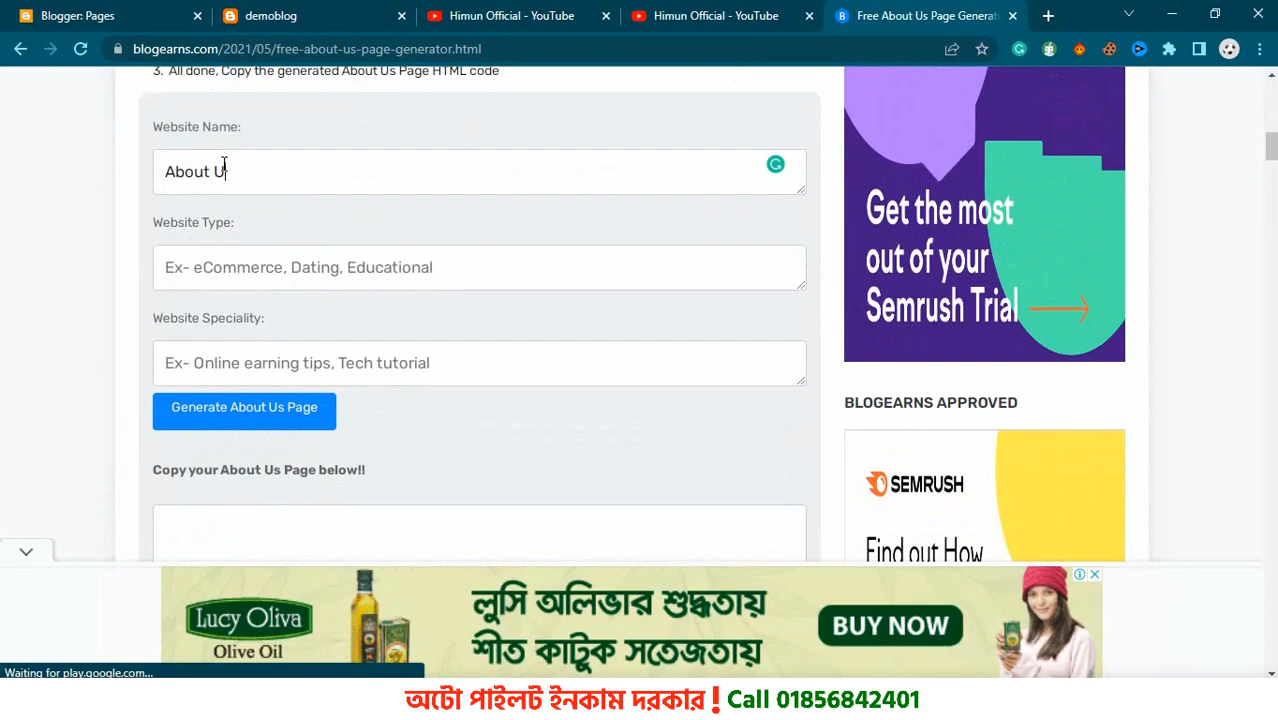 Blogger: Pages
demoblog
Himun Official - YouTube
Himun Official - YouTube
Free About Us Page Generat
blogearns.com/2021/05/free-about-us-page-generator.html
3. All done, Copy the generated About Us Page HTML code
Website Name:
About U
Website Type:
Ex- eCommerce, Dating, Educational
Website Speciality:
Ex- Online earning tips, Tech tutorial
Generate About Us Page
Copy your About Us Page below!!
Get the most
out of your
Semrush Trial
BLOGEARNS APPROVED
SEMRUSH
Find out How
Lucy Oliva
Olive Oil
লুসি অলিভার শুদ্ধতায়
শীত কাটুক সতেজতায়
BUY NOW
Waiting for play.google.com...
অটো পাইলট ইনকাম দরকার ! Call 01856842401